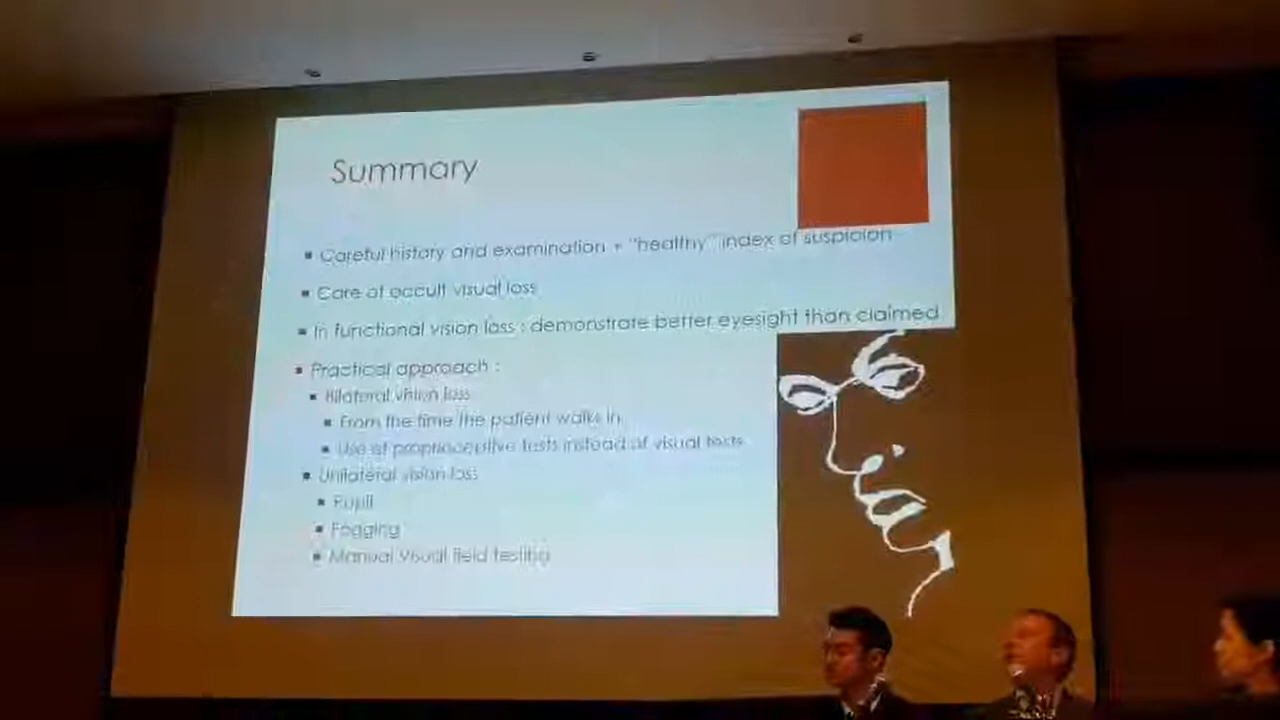 Summary
▪ Careful history and examination + "healthy" index of suspicion
▪ Care of occult visual loss
▪ In functional vision loss : demonstrate better eyesight than claimed
▪ Practical approach :
▪ Bilateral vision loss
▪ From the time the patient walks in
▪ Use of proprioceptive tests instead of visual tests
▪ Unilateral vision loss
▪ Pupil
▪ Fogging
▪ Manual visual field testing
Liar